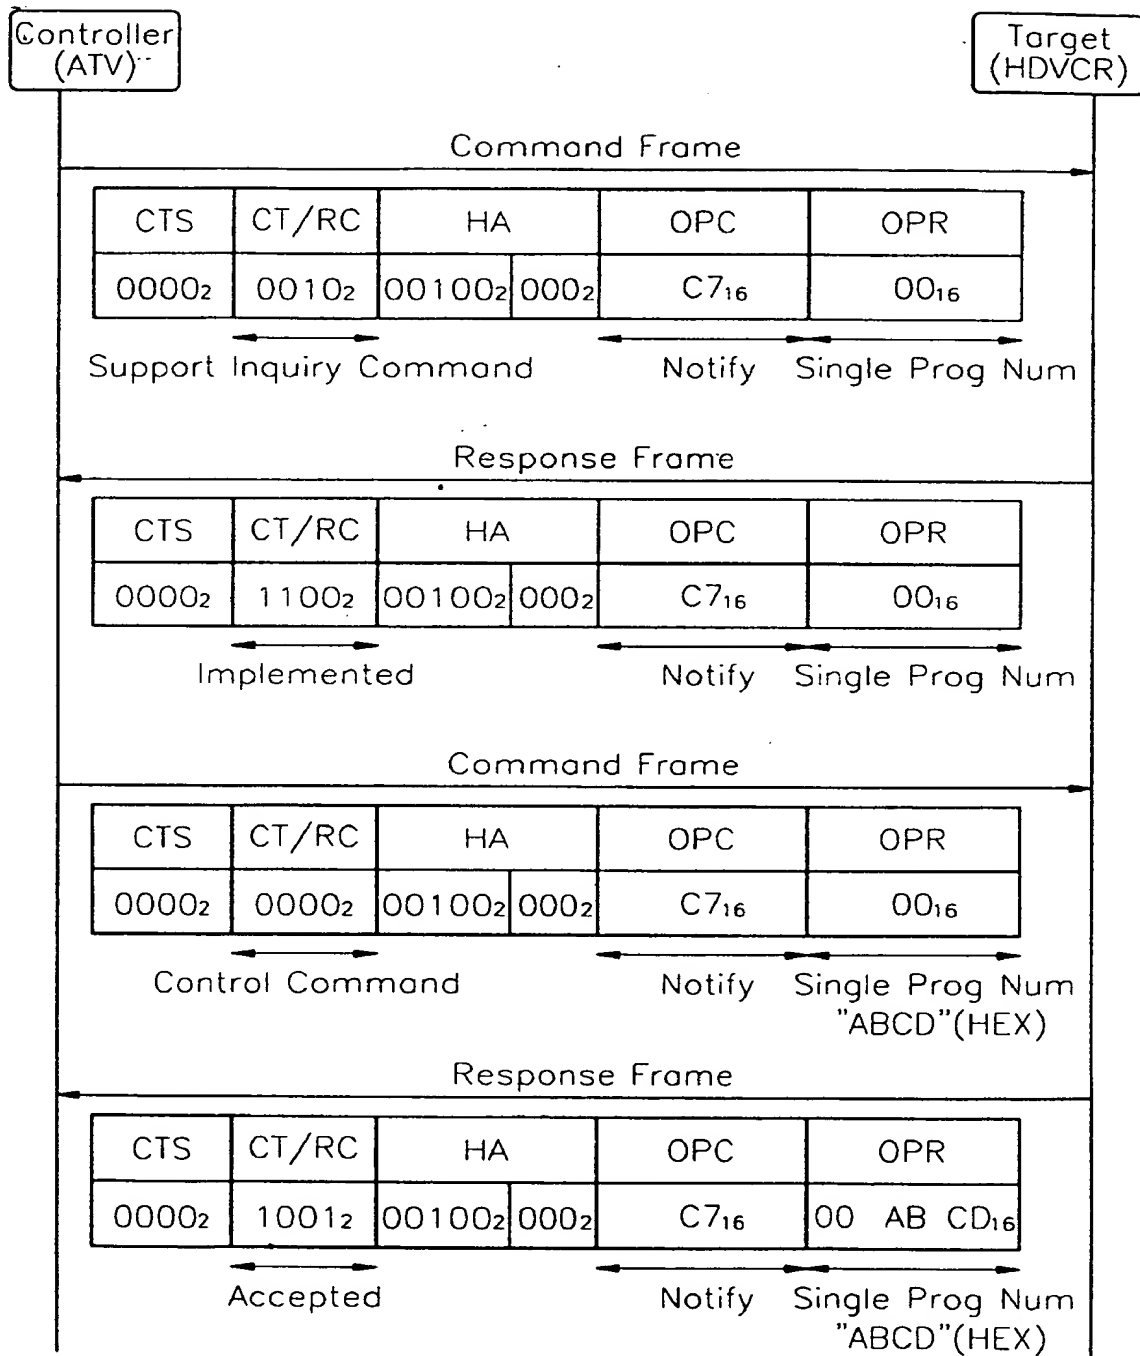 Controller
(ATV)
Target
(HDVCR)
Command Frame
CTS CT/RC HA OPC OPR
0000₂ 0010₂ 00100₂ 000₂ C7₁₆ 00₁₆
Support Inquiry Command Notify Single Prog Num
Response Frame
CTS CT/RC HA OPC OPR
0000₂ 1100₂ 00100₂ 000₂ C7₁₆ 00₁₆
Implemented Notify Single Prog Num
Command Frame
CTS CT/RC HA OPC OPR
0000₂ 0000₂ 00100₂ 000₂ C7₁₆ 00₁₆
Control Command Notify Single Prog Num
"ABCD"(HEX)
Response Frame
CTS CT/RC HA OPC OPR
0000₂ 1001₂ 00100₂ 000₂ C7₁₆ 00 AB CD₁₆
Accepted Notify Single Prog Num
"ABCD"(HEX)